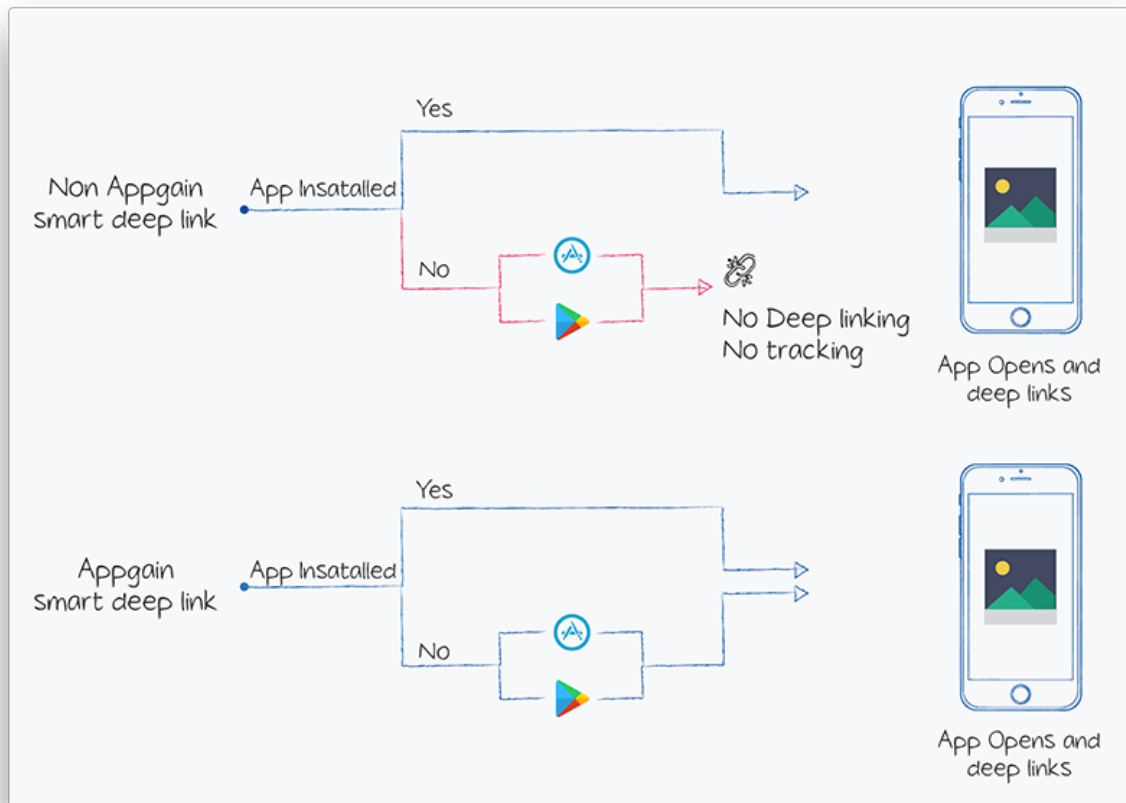 Yes
Non Appgain
smart deep link
App Insatalled
No
No Deep linking
No tracking
App Opens and
deep links
Yes
Appgain
smart deep link
App Insatalled
No
App Opens and
deep links